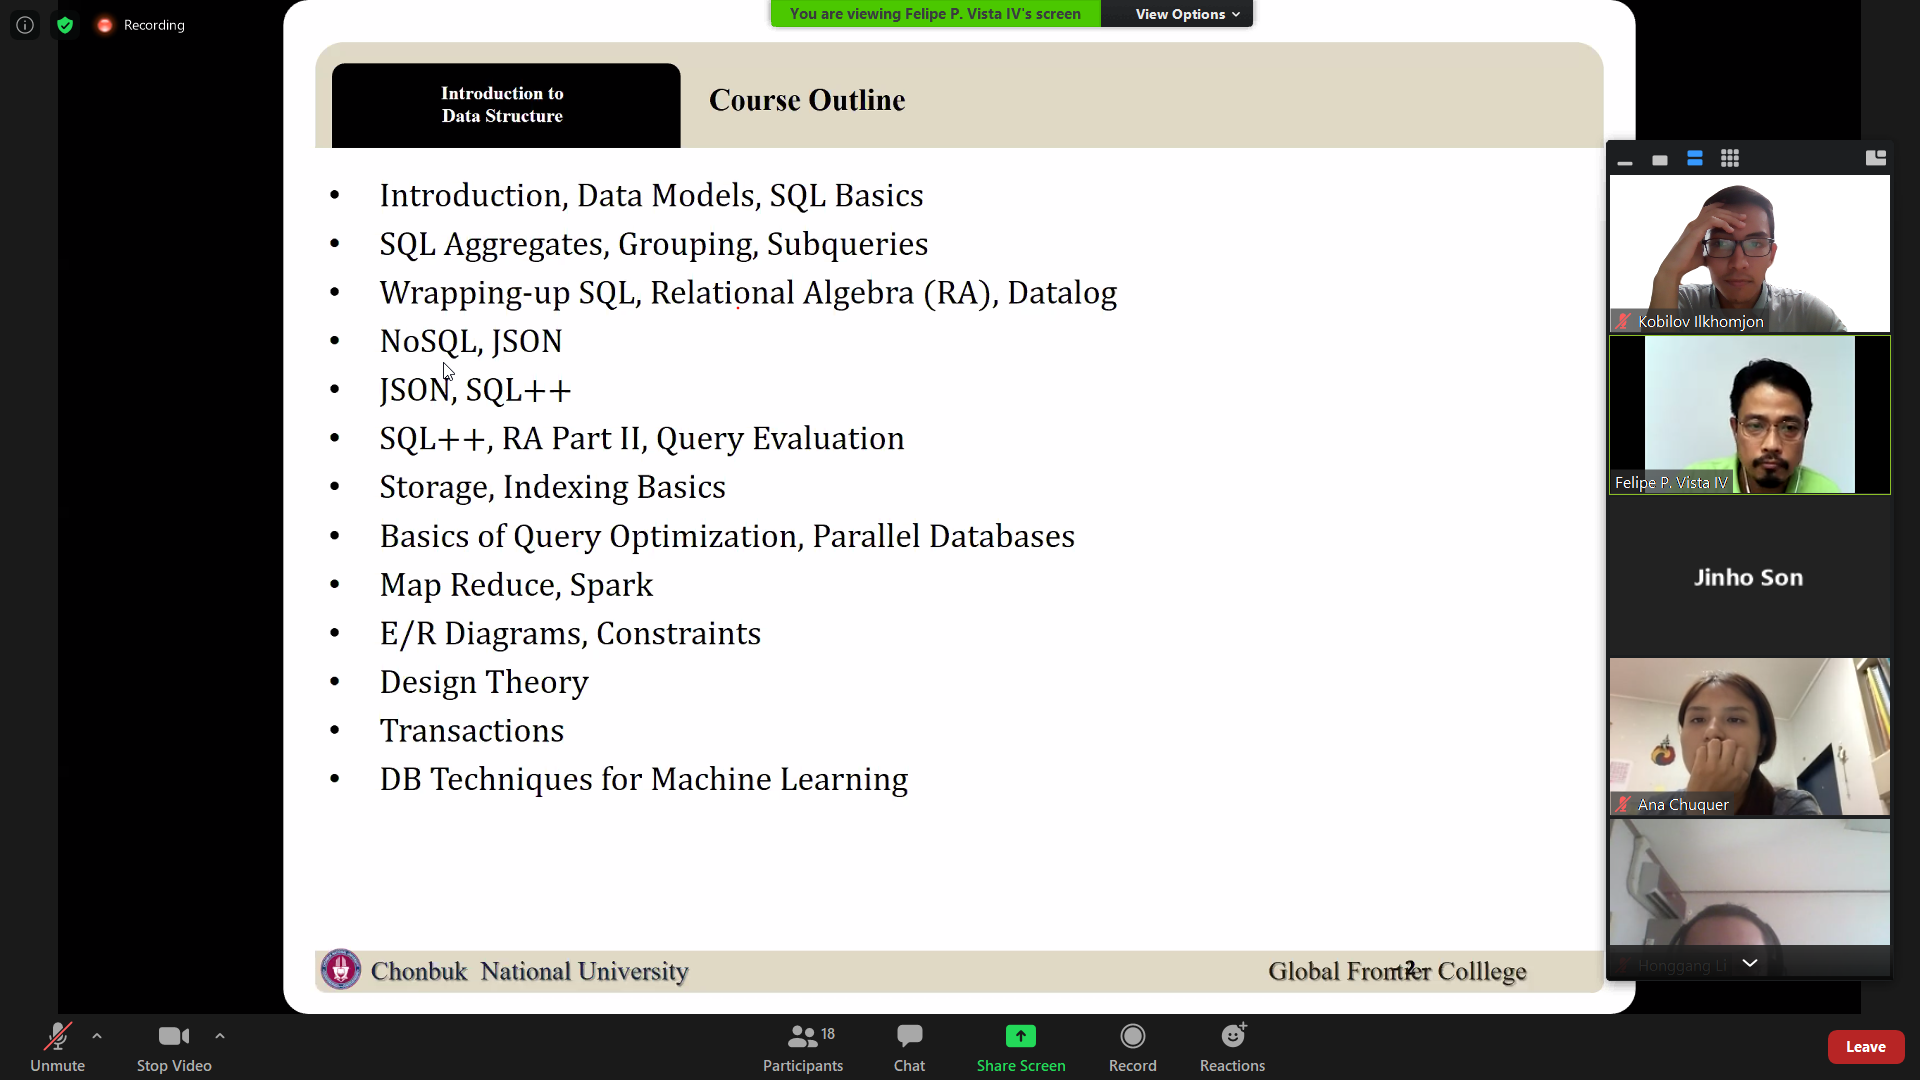 Recording
You are viewing Felipe P. Vista IV's screen
View Options
Introduction to
Data Structure
Course Outline
• Introduction, Data Models, SQL Basics
• SQL Aggregates, Grouping, Subqueries
• Wrapping-up SQL, Relational Algebra (RA), Datalog
• NoSQL, JSON
• JSON, SQL++
• SQL++, RA Part II, Query Evaluation
• Storage, Indexing Basics
• Basics of Query Optimization, Parallel Databases
• Map Reduce, Spark
• E/R Diagrams, Constraints
• Design Theory
• Transactions
• DB Techniques for Machine Learning
Chonbuk National University
Global Frontier Colllege
- 2 -
Kobilov Ilkhomjon
Felipe P. Vista IV
Jinho Son
Ana Chuquer
Honggang Li
Unmute
Stop Video
Participants
18
Chat
Share Screen
Record
Reactions
Leave